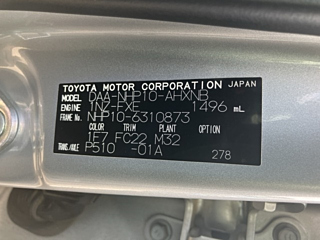 TOYOTA MOTOR CORPORATION JAPAN
MODEL DAA-NHP10-AHXNB
ENGINE 1NZ-FXE 1496 mL
FRAME No. NHP10-6310873
COLOR TRIM PLANT OPTION
1F7 FC22 M32
TRANS./AXLE P510 -01A
278